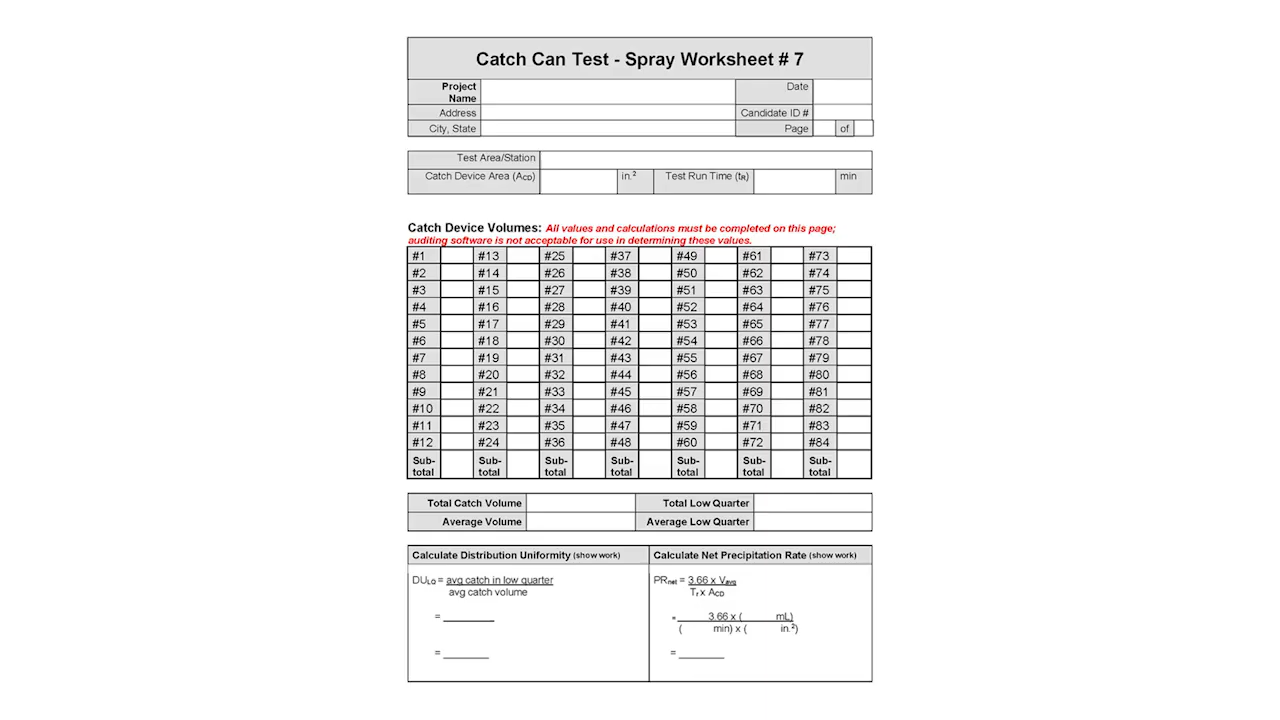 Catch Can Test - Spray Worksheet # 7
Project Name Date
Address Candidate ID #
City, State Page of
Test Area/Station
Catch Device Area (ACD) in.² Test Run Time (tR) min
Catch Device Volumes: All values and calculations must be completed on this page;
auditing software is not acceptable for use in determining these values.
#1 #13 #25 #37 #49 #61 #73
#2 #14 #26 #38 #50 #62 #74
#3 #15 #27 #39 #51 #63 #75
#4 #16 #28 #40 #52 #64 #76
#5 #17 #29 #41 #53 #65 #77
#6 #18 #30 #42 #54 #66 #78
#7 #19 #31 #43 #55 #67 #79
#8 #20 #32 #44 #56 #68 #80
#9 #21 #33 #45 #57 #69 #81
#10 #22 #34 #46 #58 #70 #82
#11 #23 #35 #47 #59 #71 #83
#12 #24 #36 #48 #60 #72 #84
Sub-total Sub-total Sub-total Sub-total Sub-total Sub-total Sub-total
Total Catch Volume Total Low Quarter
Average Volume Average Low Quarter
Calculate Distribution Uniformity (show work) Calculate Net Precipitation Rate (show work)
DULQ = avg catch in low quarter PRnet = 3.66 x Vavg
avg catch volume Tr x ACD
= ________ = 3.66 x ( mL)
( min) x ( in.²)
= ________ = ________